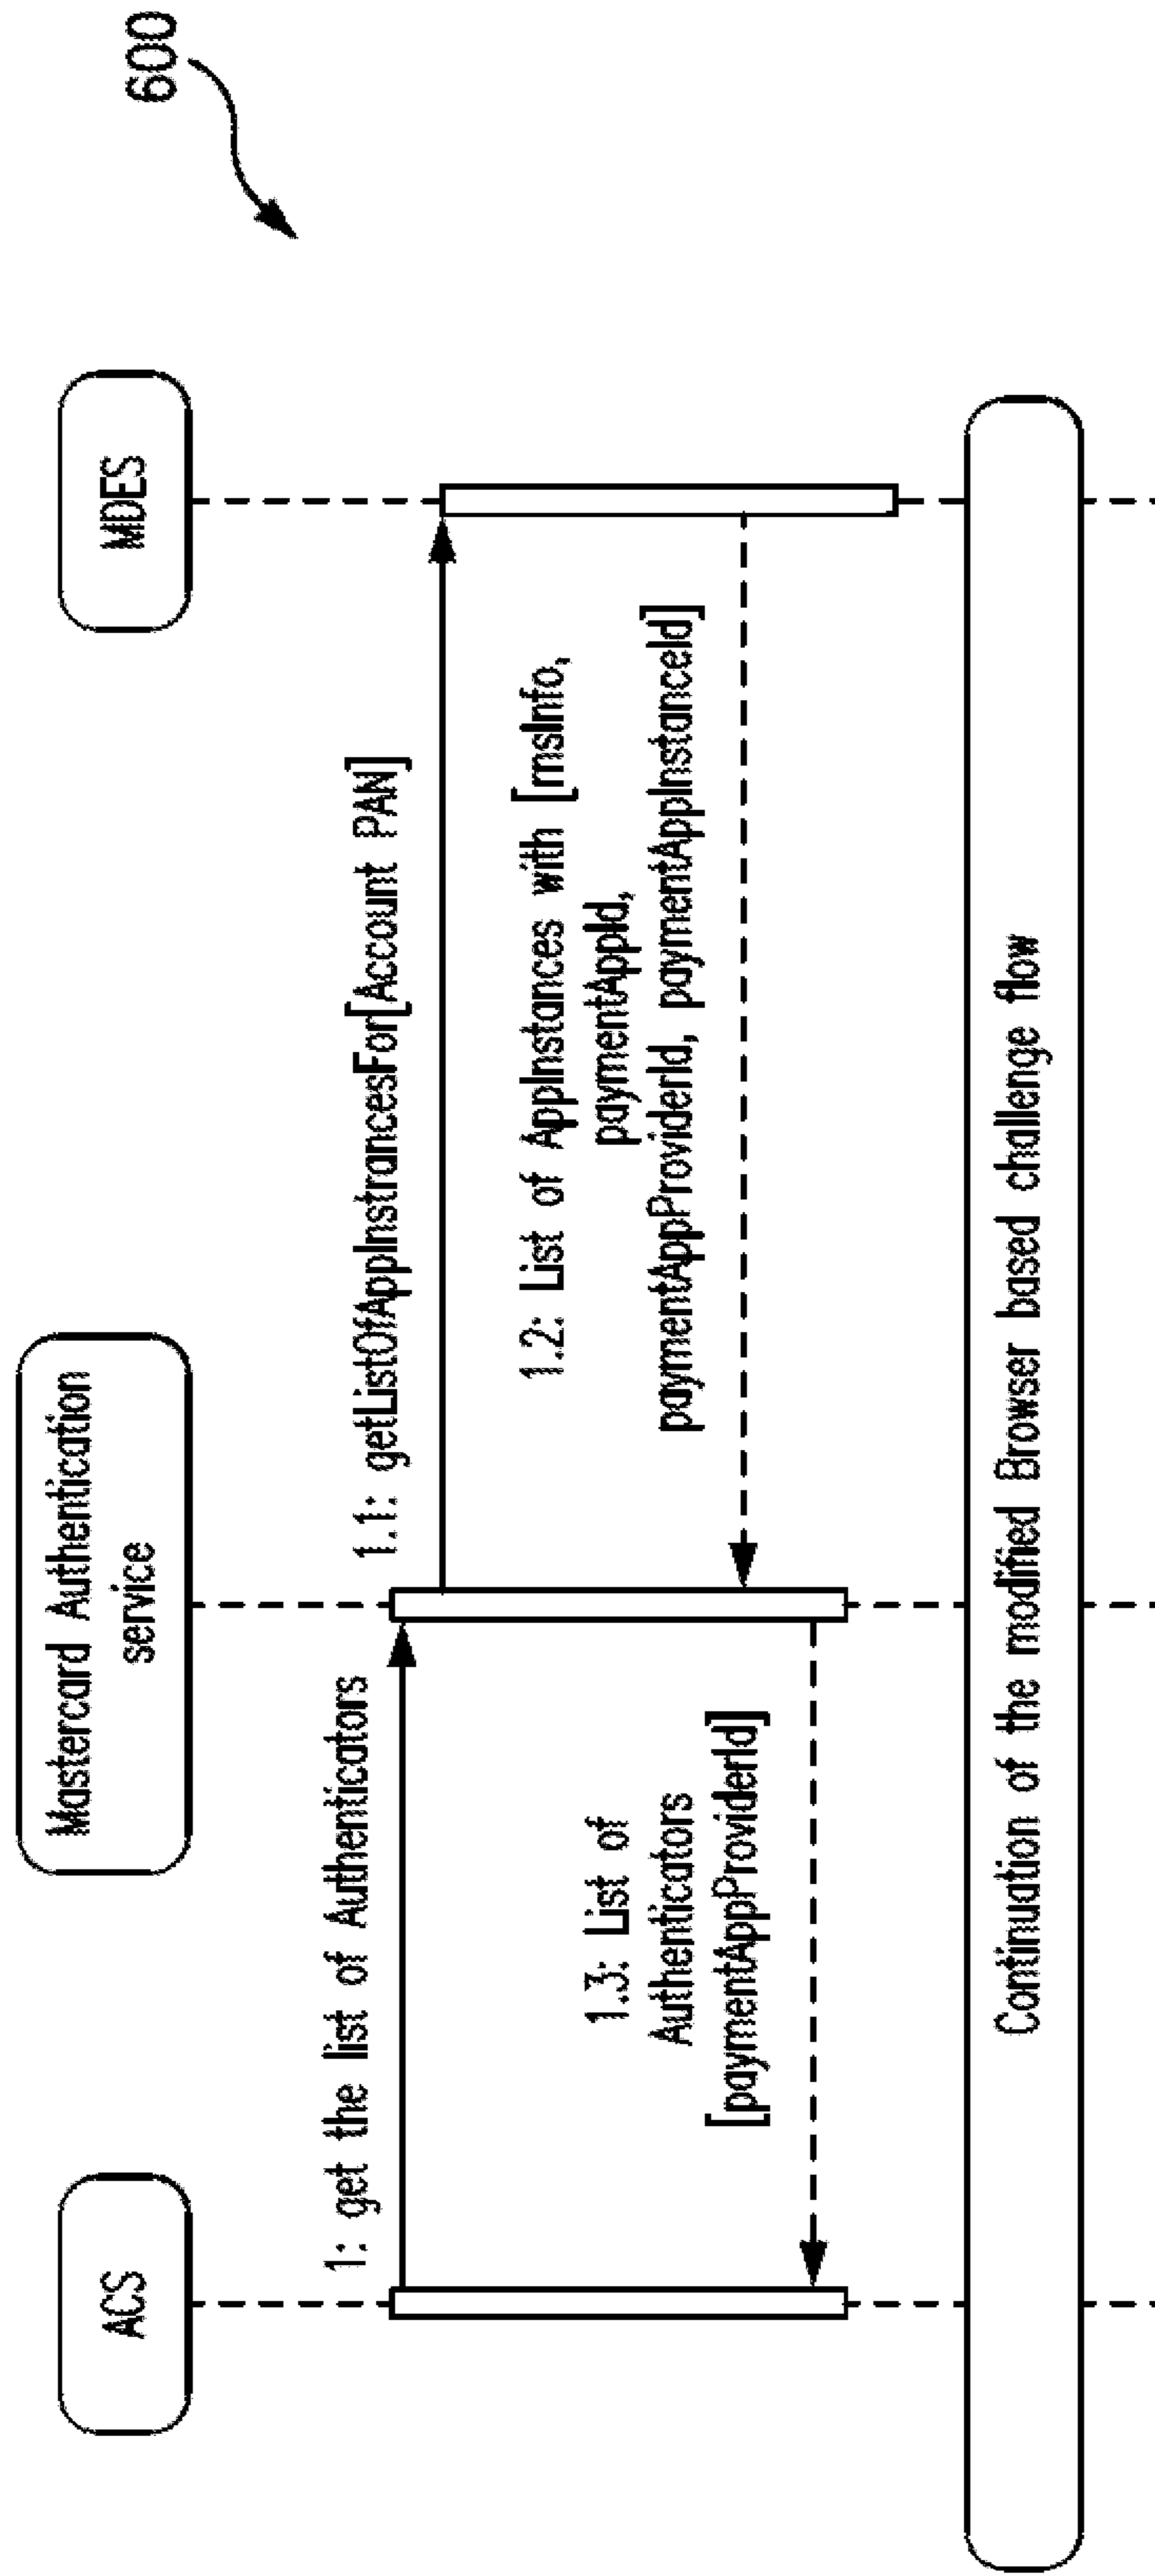 600
ACS
Mastercard Authentication
service
MDES
1: get the list of Authenticators
1.1: getListOfAppInstrancesFor[Account PAN]
1.2: List of AppInstances with [msInfo,
paymentAppId,
paymentAppProviderId, paymentAppInstanceId]
1.3: List of
Authenticators
[paymentAppProviderId]
Continuation of the modified Browser based challenge flow